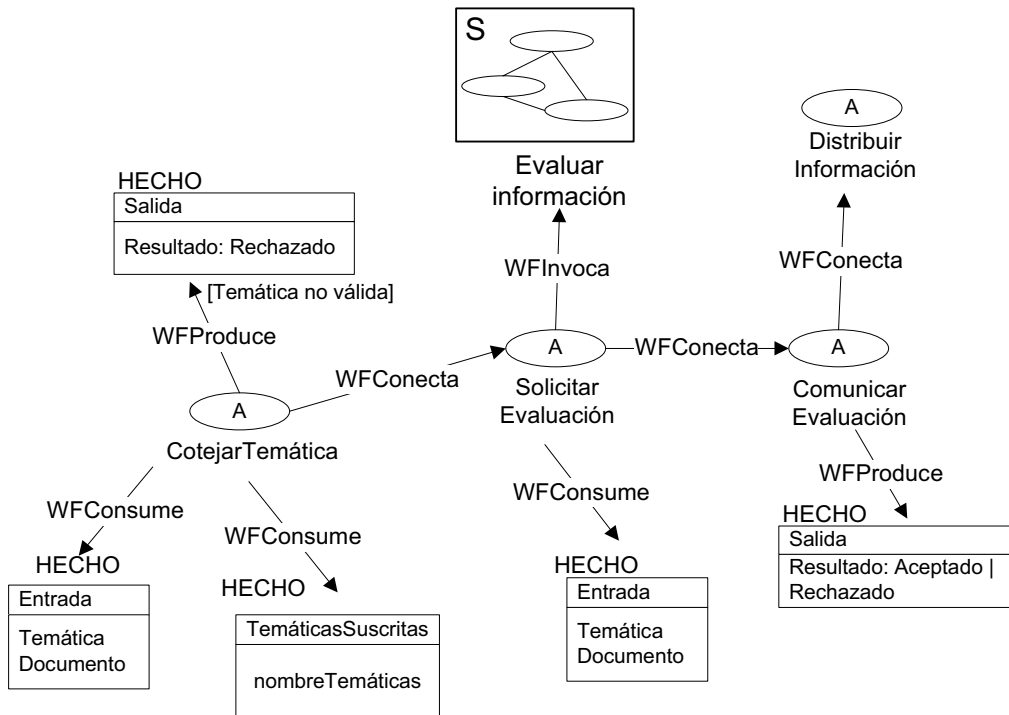 S
Evaluar
información
A
Distribuir
Información
HECHO
Salida
Resultado: Rechazado
[Temática no válida]
WFProduce
WFInvoca
WFConecta
A
CotejarTemática
WFConecta
A
Solicitar
Evaluación
WFConecta
A
Comunicar
Evaluación
WFConsume
WFConsume
WFConsume
WFProduce
HECHO
Entrada
Temática
Documento
HECHO
TemáticasSuscritas
nombreTemáticas
HECHO
Entrada
Temática
Documento
HECHO
Salida
Resultado: Aceptado |
Rechazado